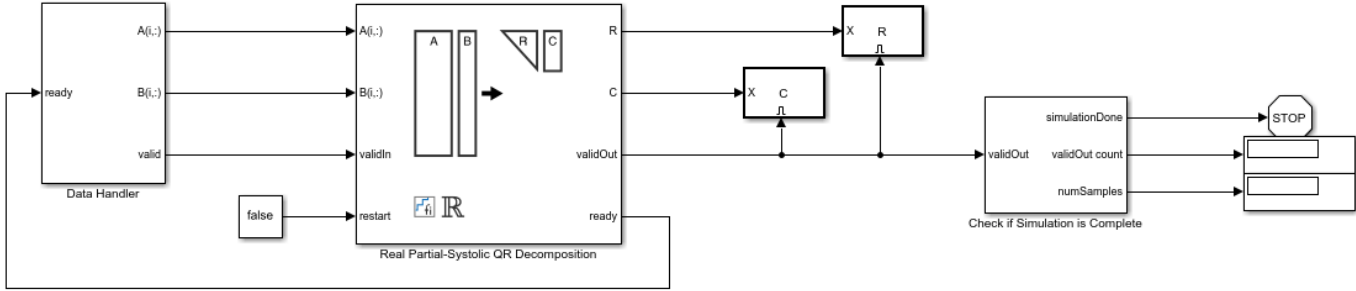 A(i,:)
B(i,:)
valid
ready
Data Handler
false
A(i,:)
B(i,:)
validIn
restart
A
B
R
C
fi
ℝ
R
C
validOut
ready
Real Partial-Systolic QR Decomposition
X
R
X
C
validOut
simulationDone
validOut count
numSamples
Check if Simulation is Complete
STOP